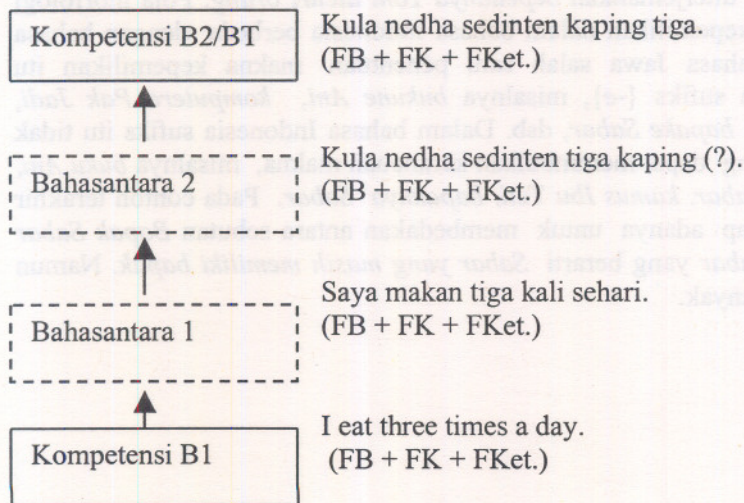 Kompetensi B2/BT
Kula nedha sedinten kaping tiga.
(FB + FK + FKet.)
Bahasantara 2
Kula nedha sedinten tiga kaping (?).
(FB + FK + FKet.)
Bahasantara 1
Saya makan tiga kali sehari.
(FB + FK + FKet.)
Kompetensi B1
I eat three times a day.
(FB + FK + FKet.)